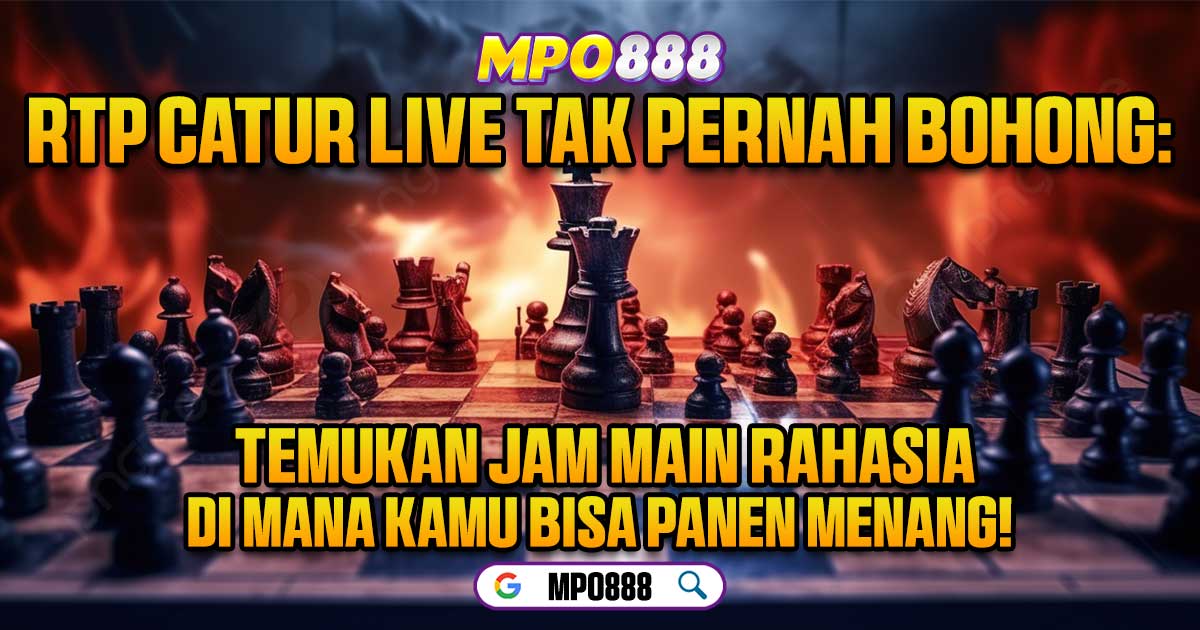 MPO888
RTP CATUR LIVE TAK PERNAH BOHONG:
TEMUKAN JAM MAIN RAHASIA
DI MANA KAMU BISA PANEN MENANG!
G MPO888